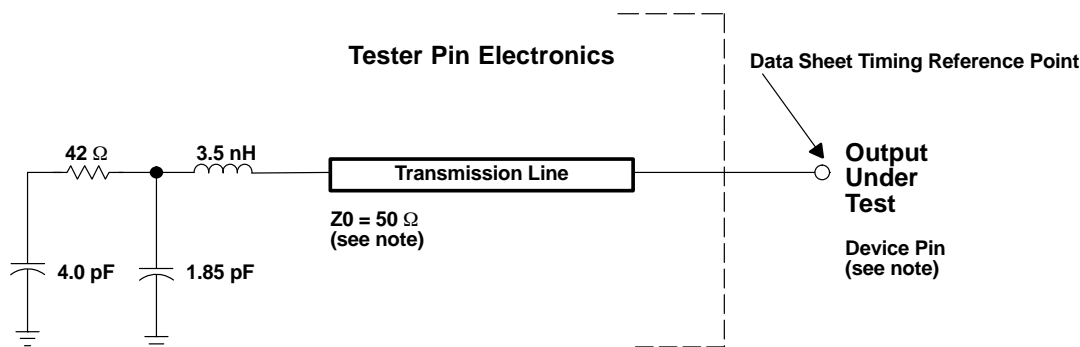 Tester Pin Electronics
Data Sheet Timing Reference Point
42 Ω
3.5 nH
Transmission Line
Output
Under
Test
Z0 = 50 Ω
(see note)
Device Pin
(see note)
4.0 pF
1.85 pF